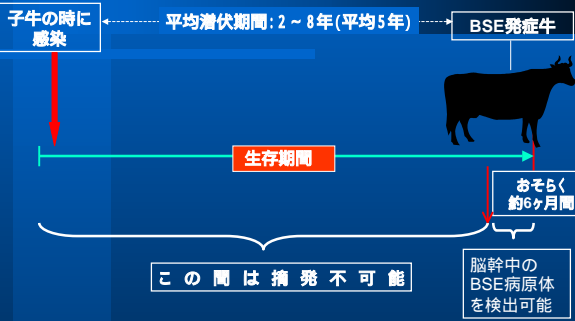 子牛の時に
感染
平均潜伏期間:2～8年(平均5年)
BSE発症牛
生存期間
おそらく
約6ヶ月間
この間は摘発不可能
脳幹中の
BSE病原体
を検出可能